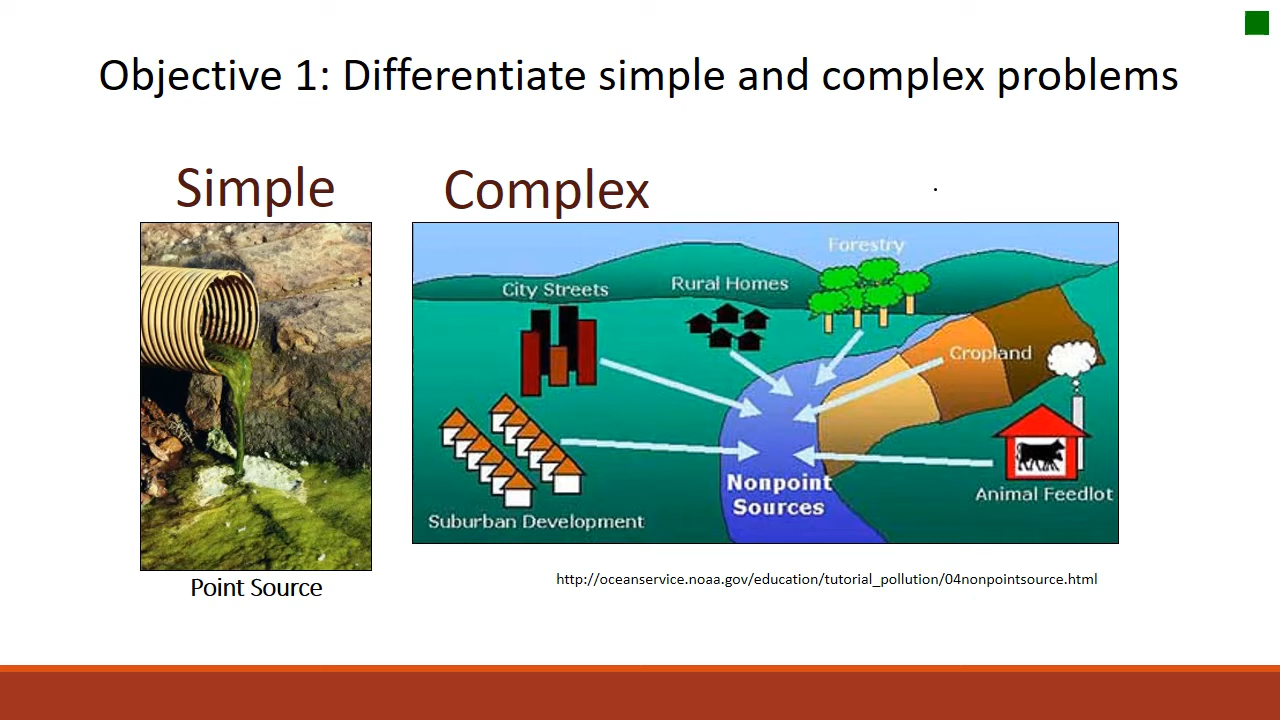 Objective 1: Differentiate simple and complex problems
Simple
Complex
Forestry
Rural Homes
City Streets
Cropland
Nonpoint
Sources
Animal Feedlot
Suburban Development
Point Source
http://oceanservice.noaa.gov/education/tutorial_pollution/04nonpointsource.html